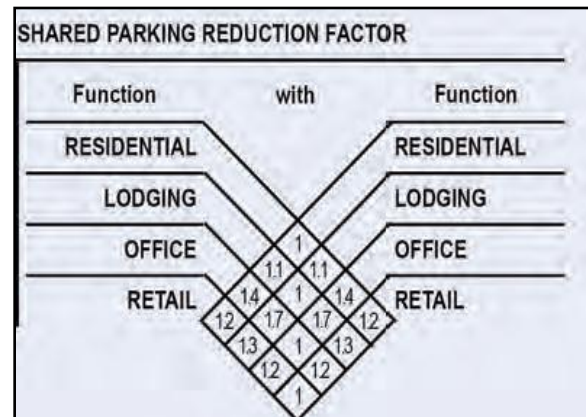 SHARED PARKING REDUCTION FACTOR
Function with Function
RESIDENTIAL RESIDENTIAL
LODGING LODGING
OFFICE OFFICE
RETAIL RETAIL
1
1.1 1.1
1.4 1 1.4
1.2 1.7 1.7 1.2
1.3 1 1.3
1.2 1.2
1